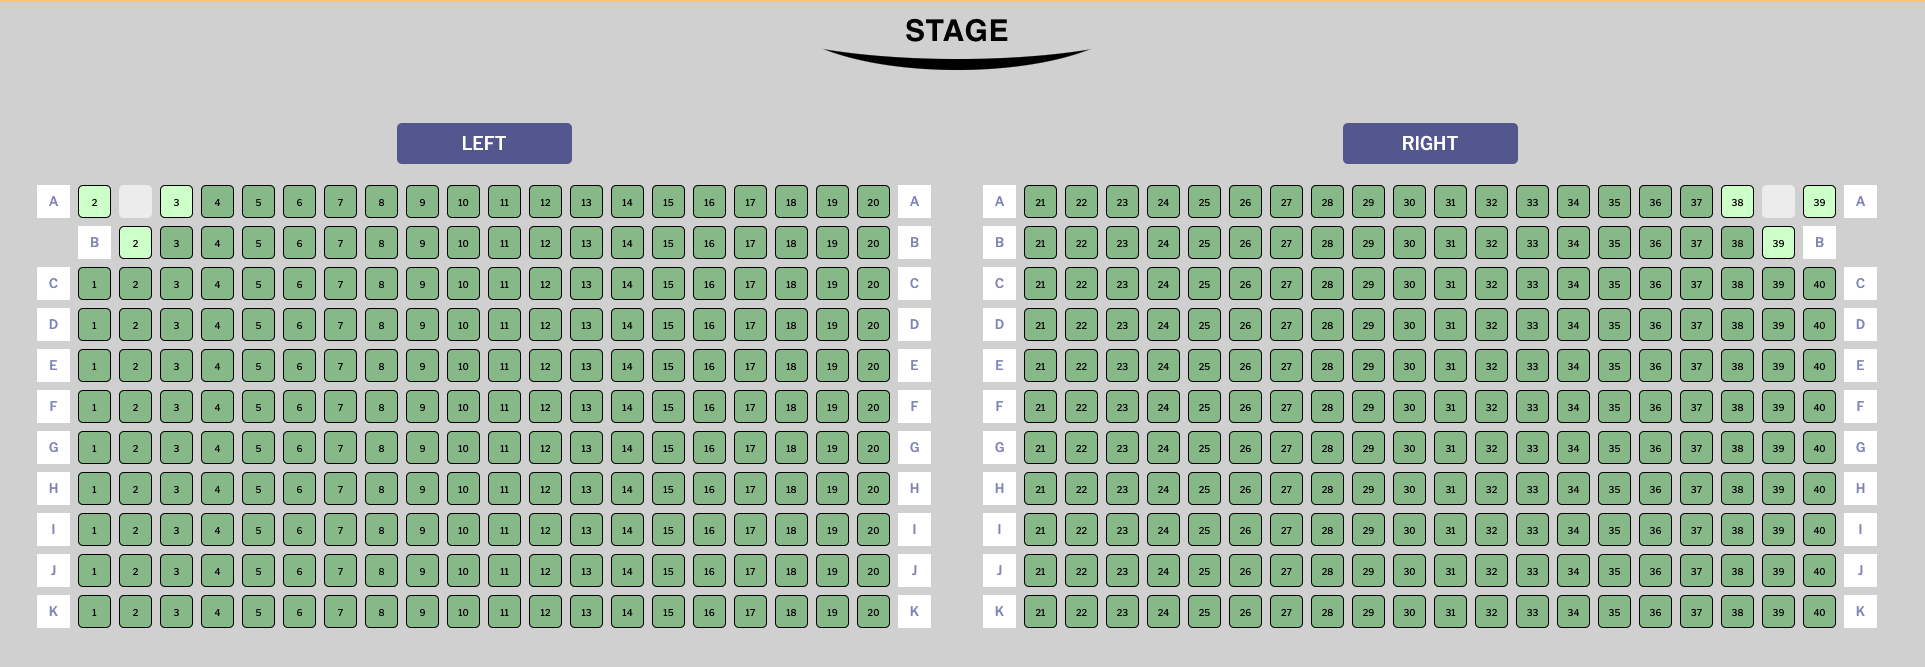 STAGE
LEFT RIGHT
A 2 3 4 5 6 7 8 9 10 11 12 13 14 15 16 17 18 19 20 A A 21 22 23 24 25 26 27 28 29 30 31 32 33 34 35 36 37 38 39 A
B 2 3 4 5 6 7 8 9 10 11 12 13 14 15 16 17 18 19 20 B B 21 22 23 24 25 26 27 28 29 30 31 32 33 34 35 36 37 38 39 B
C 1 2 3 4 5 6 7 8 9 10 11 12 13 14 15 16 17 18 19 20 C C 21 22 23 24 25 26 27 28 29 30 31 32 33 34 35 36 37 38 39 40 C
D 1 2 3 4 5 6 7 8 9 10 11 12 13 14 15 16 17 18 19 20 D D 21 22 23 24 25 26 27 28 29 30 31 32 33 34 35 36 37 38 39 40 D
E 1 2 3 4 5 6 7 8 9 10 11 12 13 14 15 16 17 18 19 20 E E 21 22 23 24 25 26 27 28 29 30 31 32 33 34 35 36 37 38 39 40 E
F 1 2 3 4 5 6 7 8 9 10 11 12 13 14 15 16 17 18 19 20 F F 21 22 23 24 25 26 27 28 29 30 31 32 33 34 35 36 37 38 39 40 F
G 1 2 3 4 5 6 7 8 9 10 11 12 13 14 15 16 17 18 19 20 G G 21 22 23 24 25 26 27 28 29 30 31 32 33 34 35 36 37 38 39 40 G
H 1 2 3 4 5 6 7 8 9 10 11 12 13 14 15 16 17 18 19 20 H H 21 22 23 24 25 26 27 28 29 30 31 32 33 34 35 36 37 38 39 40 H
I 1 2 3 4 5 6 7 8 9 10 11 12 13 14 15 16 17 18 19 20 I I 21 22 23 24 25 26 27 28 29 30 31 32 33 34 35 36 37 38 39 40 I
J 1 2 3 4 5 6 7 8 9 10 11 12 13 14 15 16 17 18 19 20 J J 21 22 23 24 25 26 27 28 29 30 31 32 33 34 35 36 37 38 39 40 J
K 1 2 3 4 5 6 7 8 9 10 11 12 13 14 15 16 17 18 19 20 K K 21 22 23 24 25 26 27 28 29 30 31 32 33 34 35 36 37 38 39 40 K